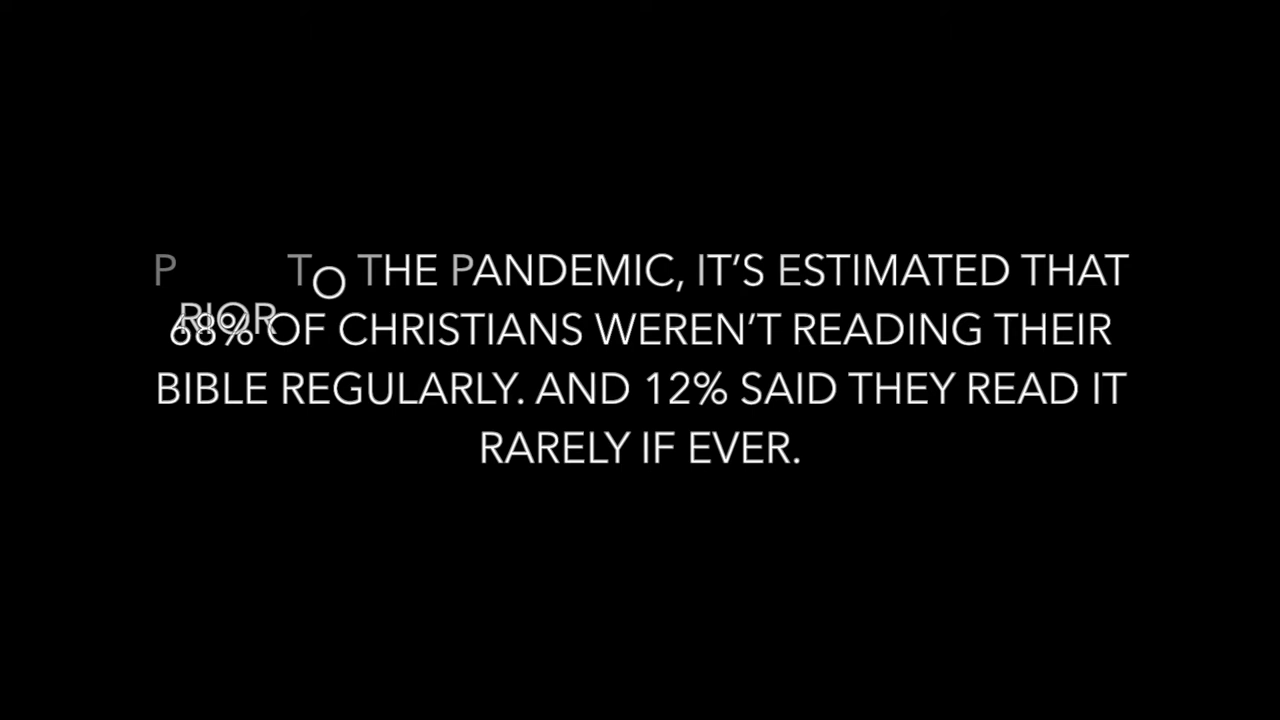 PRIOR TO THE PANDEMIC, IT’S ESTIMATED THAT
68% OF CHRISTIANS WEREN’T READING THEIR
BIBLE REGULARLY. AND 12% SAID THEY READ IT
RARELY IF EVER.